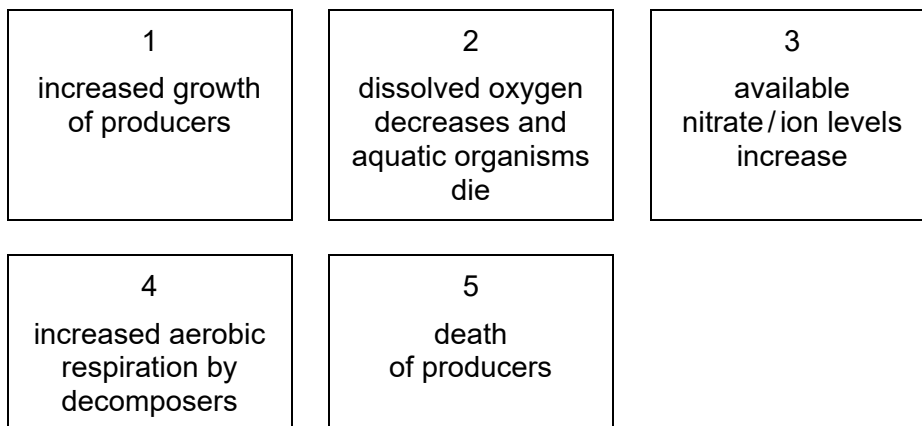 1
increased growth
of producers
2
dissolved oxygen
decreases and
aquatic organisms
die
3
available
nitrate / ion levels
increase
4
increased aerobic
respiration by
decomposers
5
death
of producers